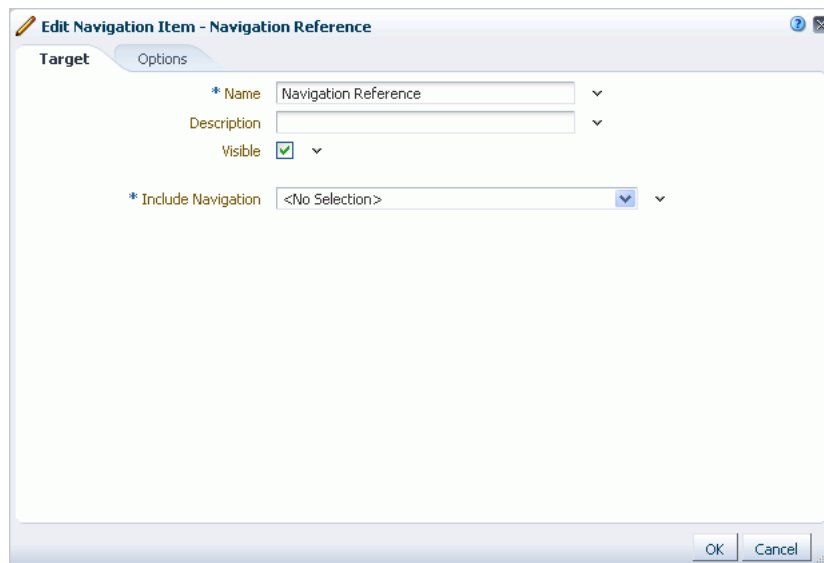 Edit Navigation Item - Navigation Reference
Target Options
* Name Navigation Reference
Description
Visible
* Include Navigation <No Selection>
OK Cancel